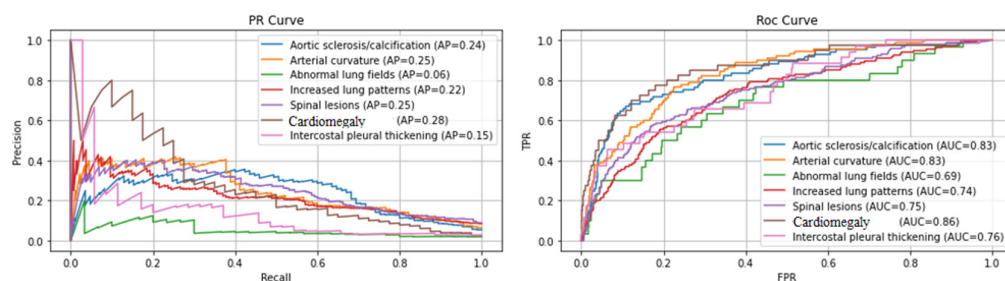 PR Curve
1.0
0.8
0.6
0.4
0.2
0.0
Precision
Aortic sclerosis/calcification (AP=0.24)
Arterial curvature (AP=0.25)
Abnormal lung fields (AP=0.06)
Increased lung patterns (AP=0.22)
Spinal lesions (AP=0.25)
Cardiomegaly (AP=0.28)
Intercostal pleural thickening (AP=0.15)
0.0 0.2 0.4 0.6 0.8 1.0
Recall
Roc Curve
1.0
0.8
0.6
0.4
0.2
0.0
TPR
Aortic sclerosis/calcification (AUC=0.83)
Arterial curvature (AUC=0.83)
Abnormal lung fields (AUC=0.69)
Increased lung patterns (AUC=0.74)
Spinal lesions (AUC=0.75)
Cardiomegaly (AUC=0.86)
Intercostal pleural thickening (AUC=0.76)
0.0 0.2 0.4 0.6 0.8 1.0
FPR